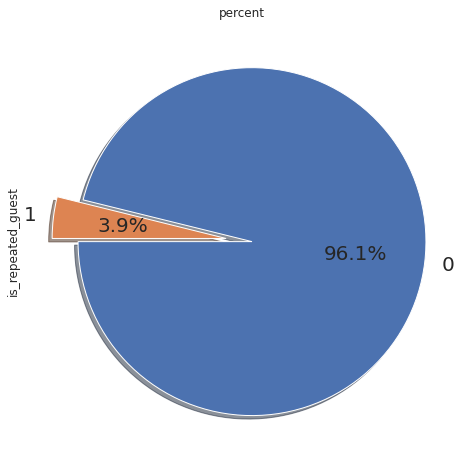 percent
is_repeated_guest
1
3.9%
96.1%
0